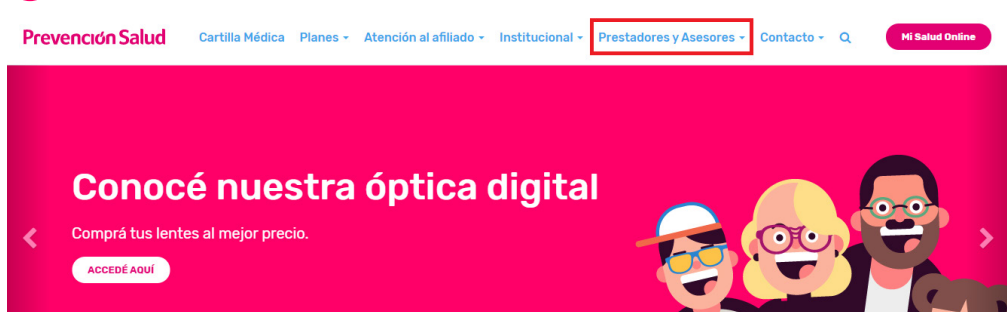 Prevención Salud Cartilla Médica Planes Atención al afiliado Institucional Prestadores y Asesores Contacto Mi Salud Online
Conocé nuestra óptica digital
Comprá tus lentes al mejor precio.
ACCEDÉ AQUÍ